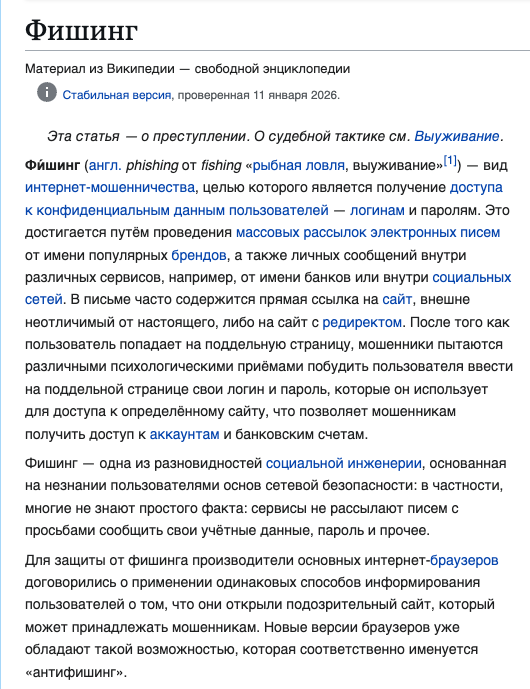 Фишинг
Материал из Википедии — свободной энциклопедии
i Стабильная версия, проверенная 11 января 2026.
Эта статья — о преступлении. О судебной тактике см. Выуживание.
Фи́шинг (англ. phishing от fishing «рыбная ловля, выуживание»[1]) — вид
интернет-мошенничества, целью которого является получение доступа
к конфиденциальным данным пользователей — логинам и паролям. Это
достигается путём проведения массовых рассылок электронных писем
от имени популярных брендов, а также личных сообщений внутри
различных сервисов, например, от имени банков или внутри социальных
сетей. В письме часто содержится прямая ссылка на сайт, внешне
неотличимый от настоящего, либо на сайт с редиректом. После того как
пользователь попадает на поддельную страницу, мошенники пытаются
различными психологическими приёмами побудить пользователя ввести
на поддельной странице свои логин и пароль, которые он использует
для доступа к определённому сайту, что позволяет мошенникам
получить доступ к аккаунтам и банковским счетам.
Фишинг — одна из разновидностей социальной инженерии, основанная
на незнании пользователями основ сетевой безопасности: в частности,
многие не знают простого факта: сервисы не рассылают писем с
просьбами сообщить свои учётные данные, пароль и прочее.
Для защиты от фишинга производители основных интернет-браузеров
договорились о применении одинаковых способов информирования
пользователей о том, что они открыли подозрительный сайт, который
может принадлежать мошенникам. Новые версии браузеров уже
обладают такой возможностью, которая соответственно именуется
«антифишинг».